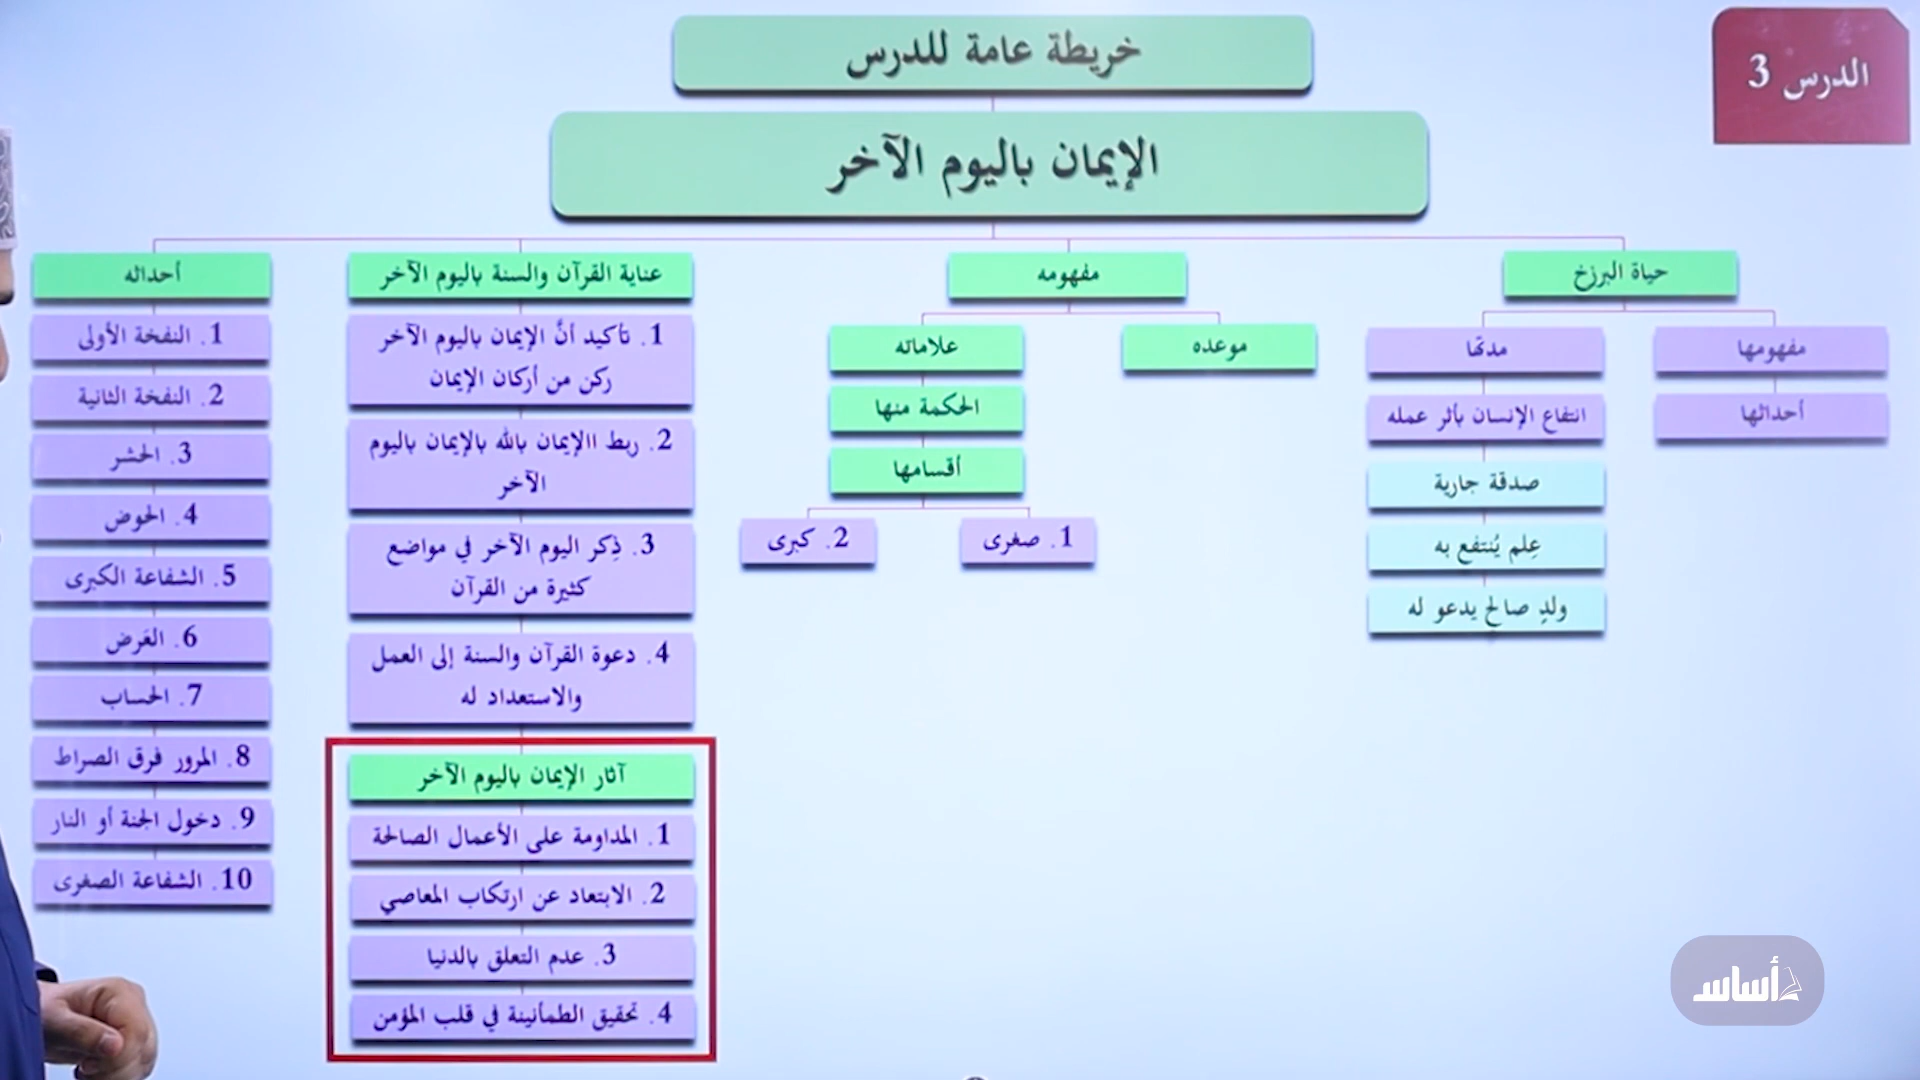 الدرس 3
خريطة عامة للدرس
الإيمان باليوم الآخر
حياة البرزخ
مفهومها
أحداثها
مدتها
انتفاع الإنسان بأثر عمله
صدقة جارية
عِلم يُنتفع به
ولدٍ صالح يدعو له
مفهومه
موعده
علاماته
الحكمة منها
أقسامها
1. صغرى
2. كبرى
عناية القرآن والسنة باليوم الآخر
1. تأكيد أنَّ الإيمان باليوم الآخر
ركن من أركان الإيمان
2. ربط االإيمان بالله بالإيمان باليوم
الآخر
3. ذِكر اليوم الآخر في مواضع
كثيرة من القرآن
4. دعوة القرآن والسنة إلى العمل
والاستعداد له
آثار الإيمان باليوم الآخر
1. المداومة على الأعمال الصالحة
2. الابتعاد عن ارتكاب المعاصي
3. عدم التعلق بالدنيا
4. تحقيق الطمأنينة في قلب المؤمن
أحداثه
1. النفخة الأولى
2. النفخة الثانية
3. الحشر
4. الحوض
5. الشفاعة الكبرى
6. العَرض
7. الحساب
8. المرور فرق الصراط
9. دخول الجنة أو النار
10. الشفاعة الصغرى
أساس